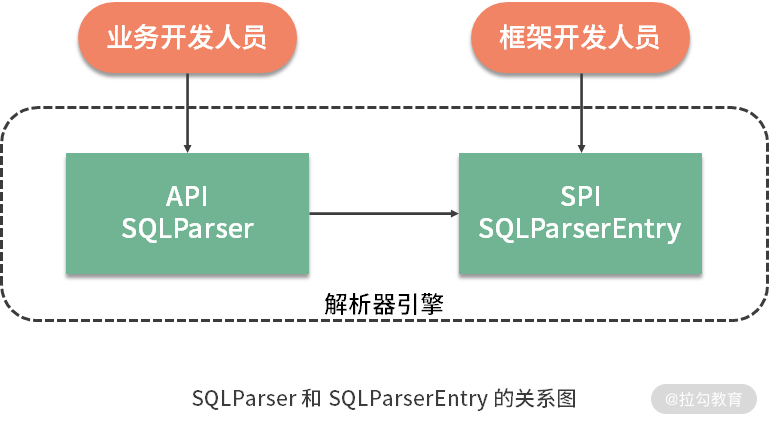 业务开发人员
框架开发人员
API
SQLParser
SPI
SQLParserEntry
解析器引擎
SQLParser 和 SQLParserEntry 的关系图
@拉勾教育